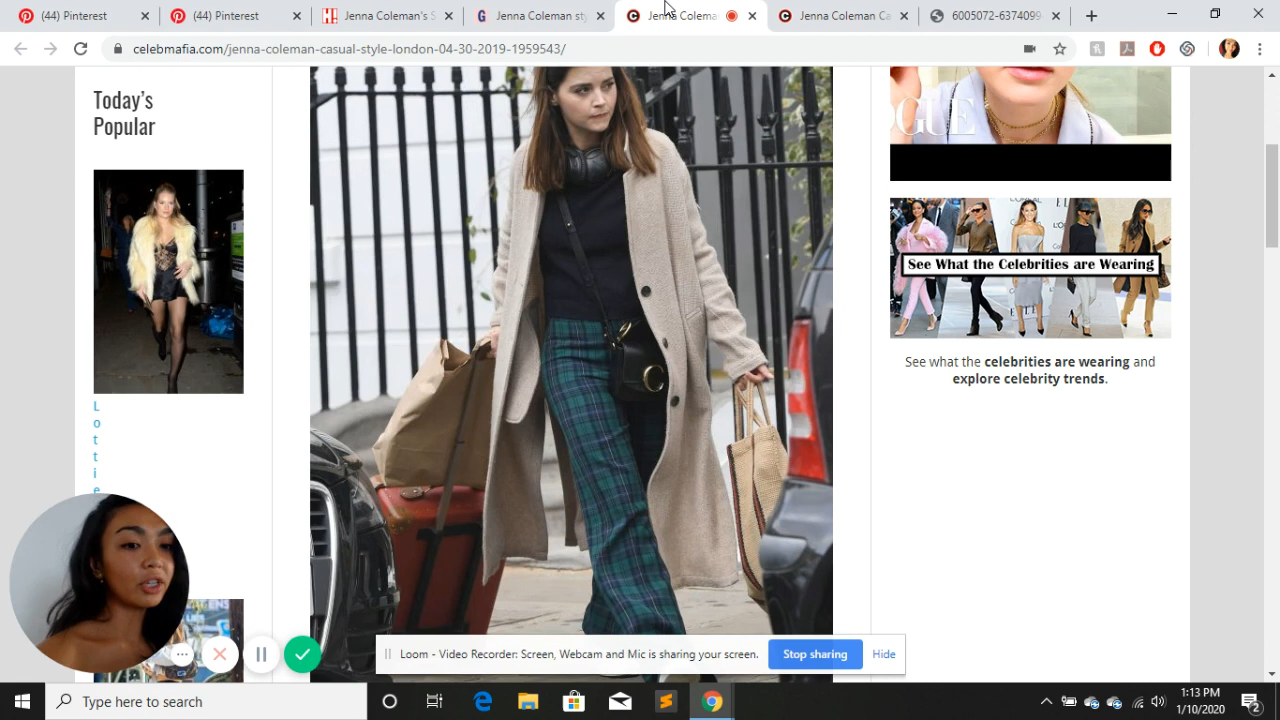 (44) Pinterest
(44) Pinterest
Jenna Coleman's S
Jenna Coleman sty
Jenna Colema
Jenna Coleman Ca
6005072-6374099
celebmafia.com/jenna-coleman-casual-style-london-04-30-2019-1959543/
Today's
Popular
L
o
t
t
i
e
OGUE
See What the Celebrities are Wearing
See what the celebrities are wearing and
explore celebrity trends.
Loom - Video Recorder: Screen, Webcam and Mic is sharing your screen.
Stop sharing
Hide
Type here to search
1:13 PM
1/10/2020
2